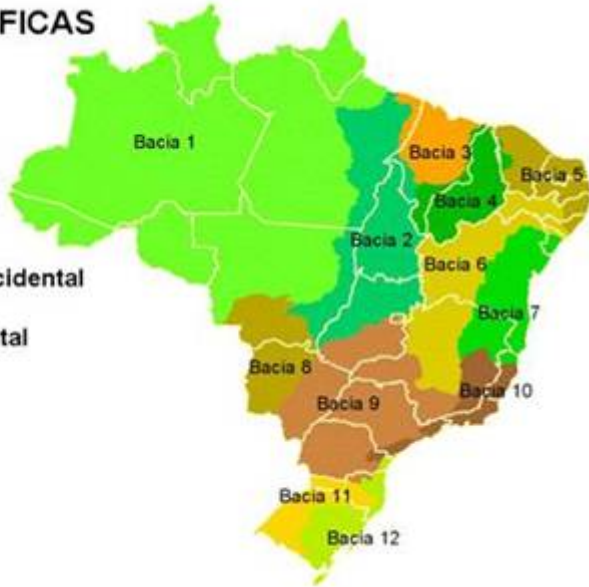 FICAS
Bacia 1
Bacia 3
Bacia 5
Bacia 4
Bacia 2
Bacia 6
cidental
Bacia 7
tal
Bacia 8
Bacia 10
Bacia 9
Bacia 11
Bacia 12